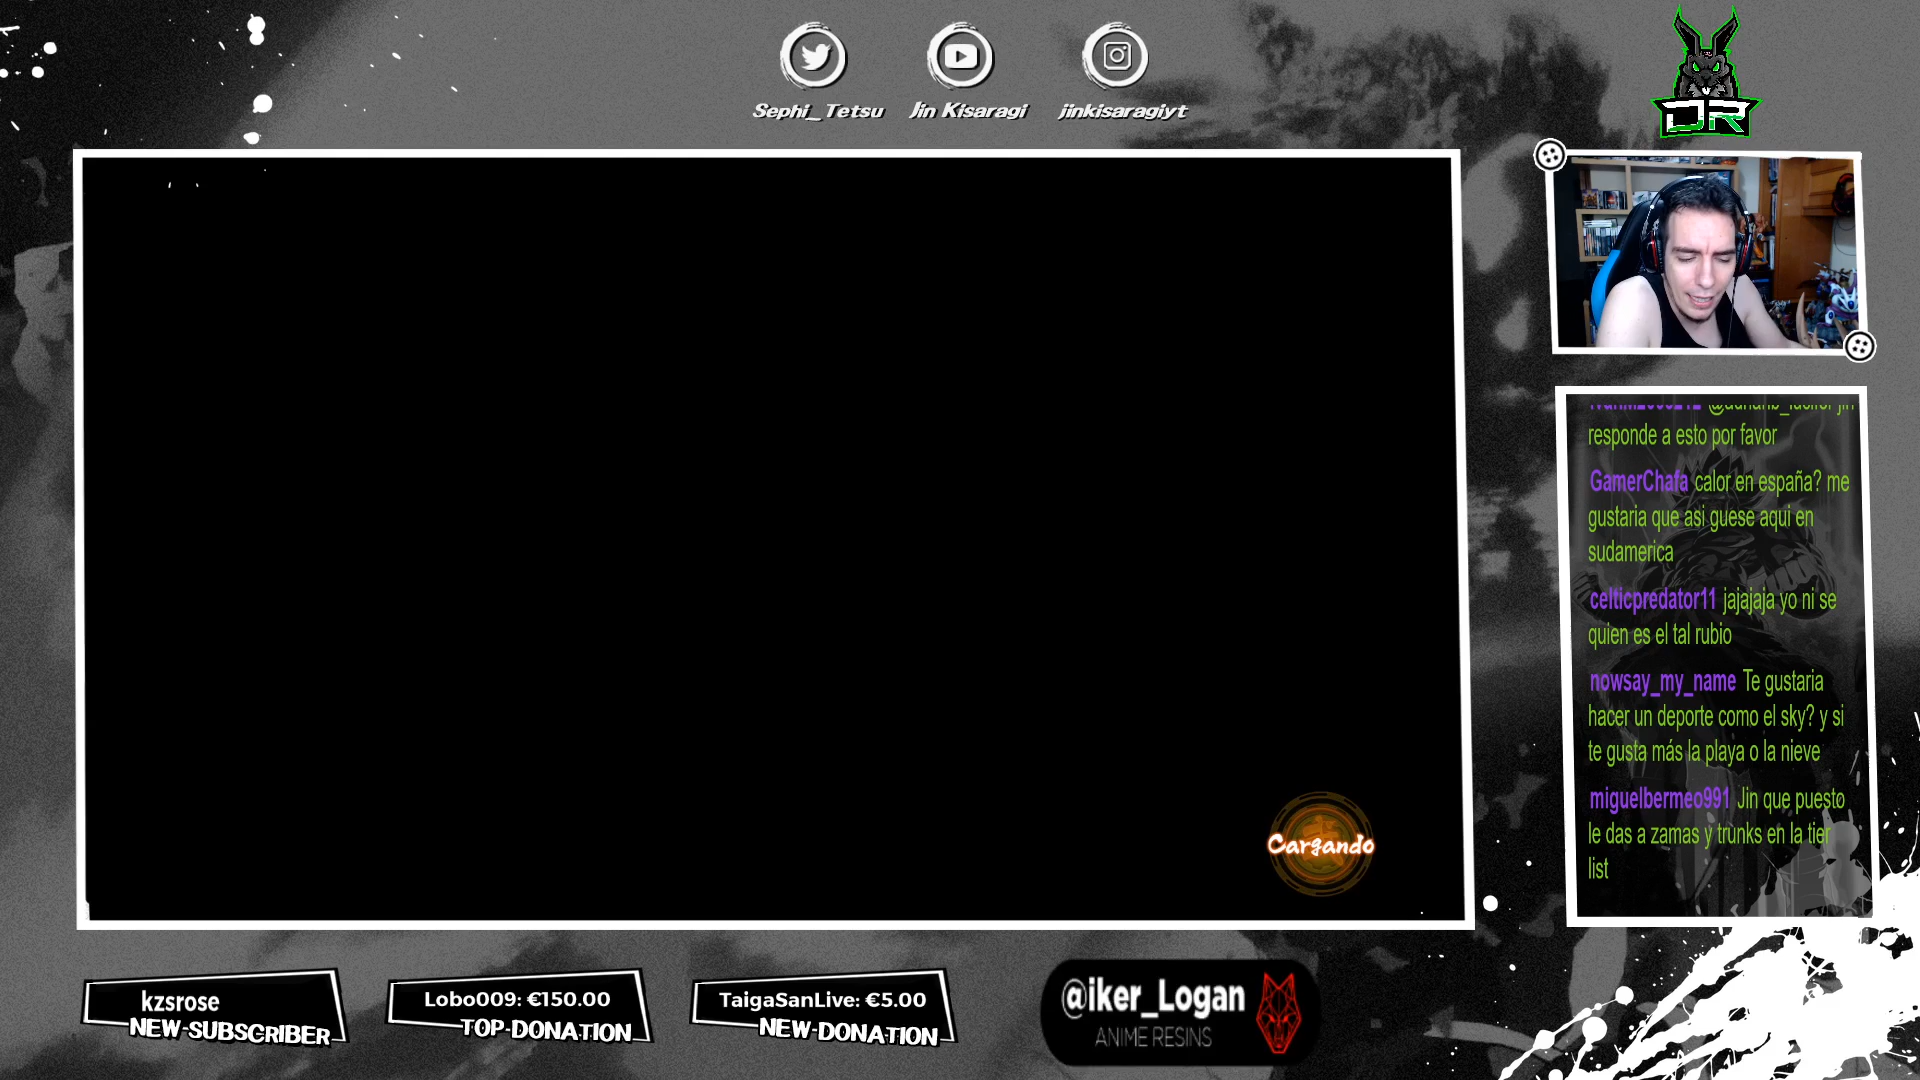 Sephi_Tetsu
Jin Kisaragi
jinkisaragiyt
DR
responde a esto por favor
GamerChafa calor en españa? me
gustaria que asi guese aqui en
sudamerica
celticpredator11 jajajaja yo ni se
quien es el tal rubio
nowsay_my_name Te gustaria
hacer un deporte como el sky? y si
te gusta más la playa o la nieve
miguelbermeo991 Jin que puesto
le das a zamas y trunks en la tier
list
Cargando
kzsrose
NEW-SUBSCRIBER
Lobo009: €150.00
TOP-DONATION
TaigaSanLive: €5.00
NEW-DONATION
@iker_Logan
ANIME RESINS